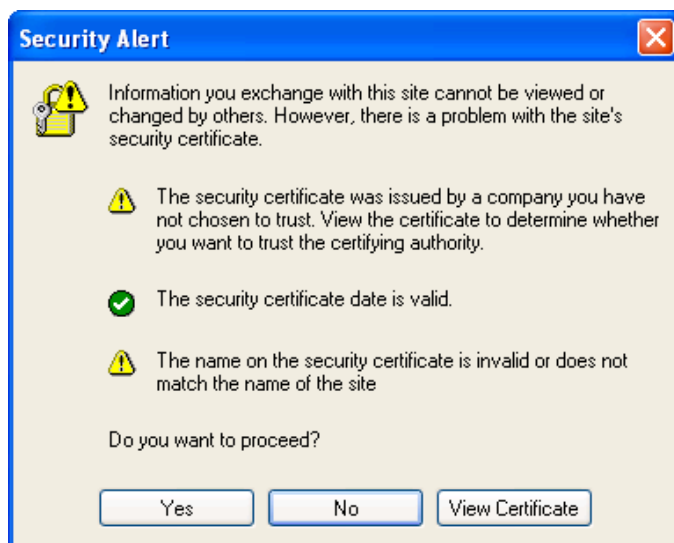 Security Alert
Information you exchange with this site cannot be viewed or
changed by others. However, there is a problem with the site's
security certificate.
The security certificate was issued by a company you have
not chosen to trust. View the certificate to determine whether
you want to trust the certifying authority.
The security certificate date is valid.
The name on the security certificate is invalid or does not
match the name of the site
Do you want to proceed?
Yes No View Certificate